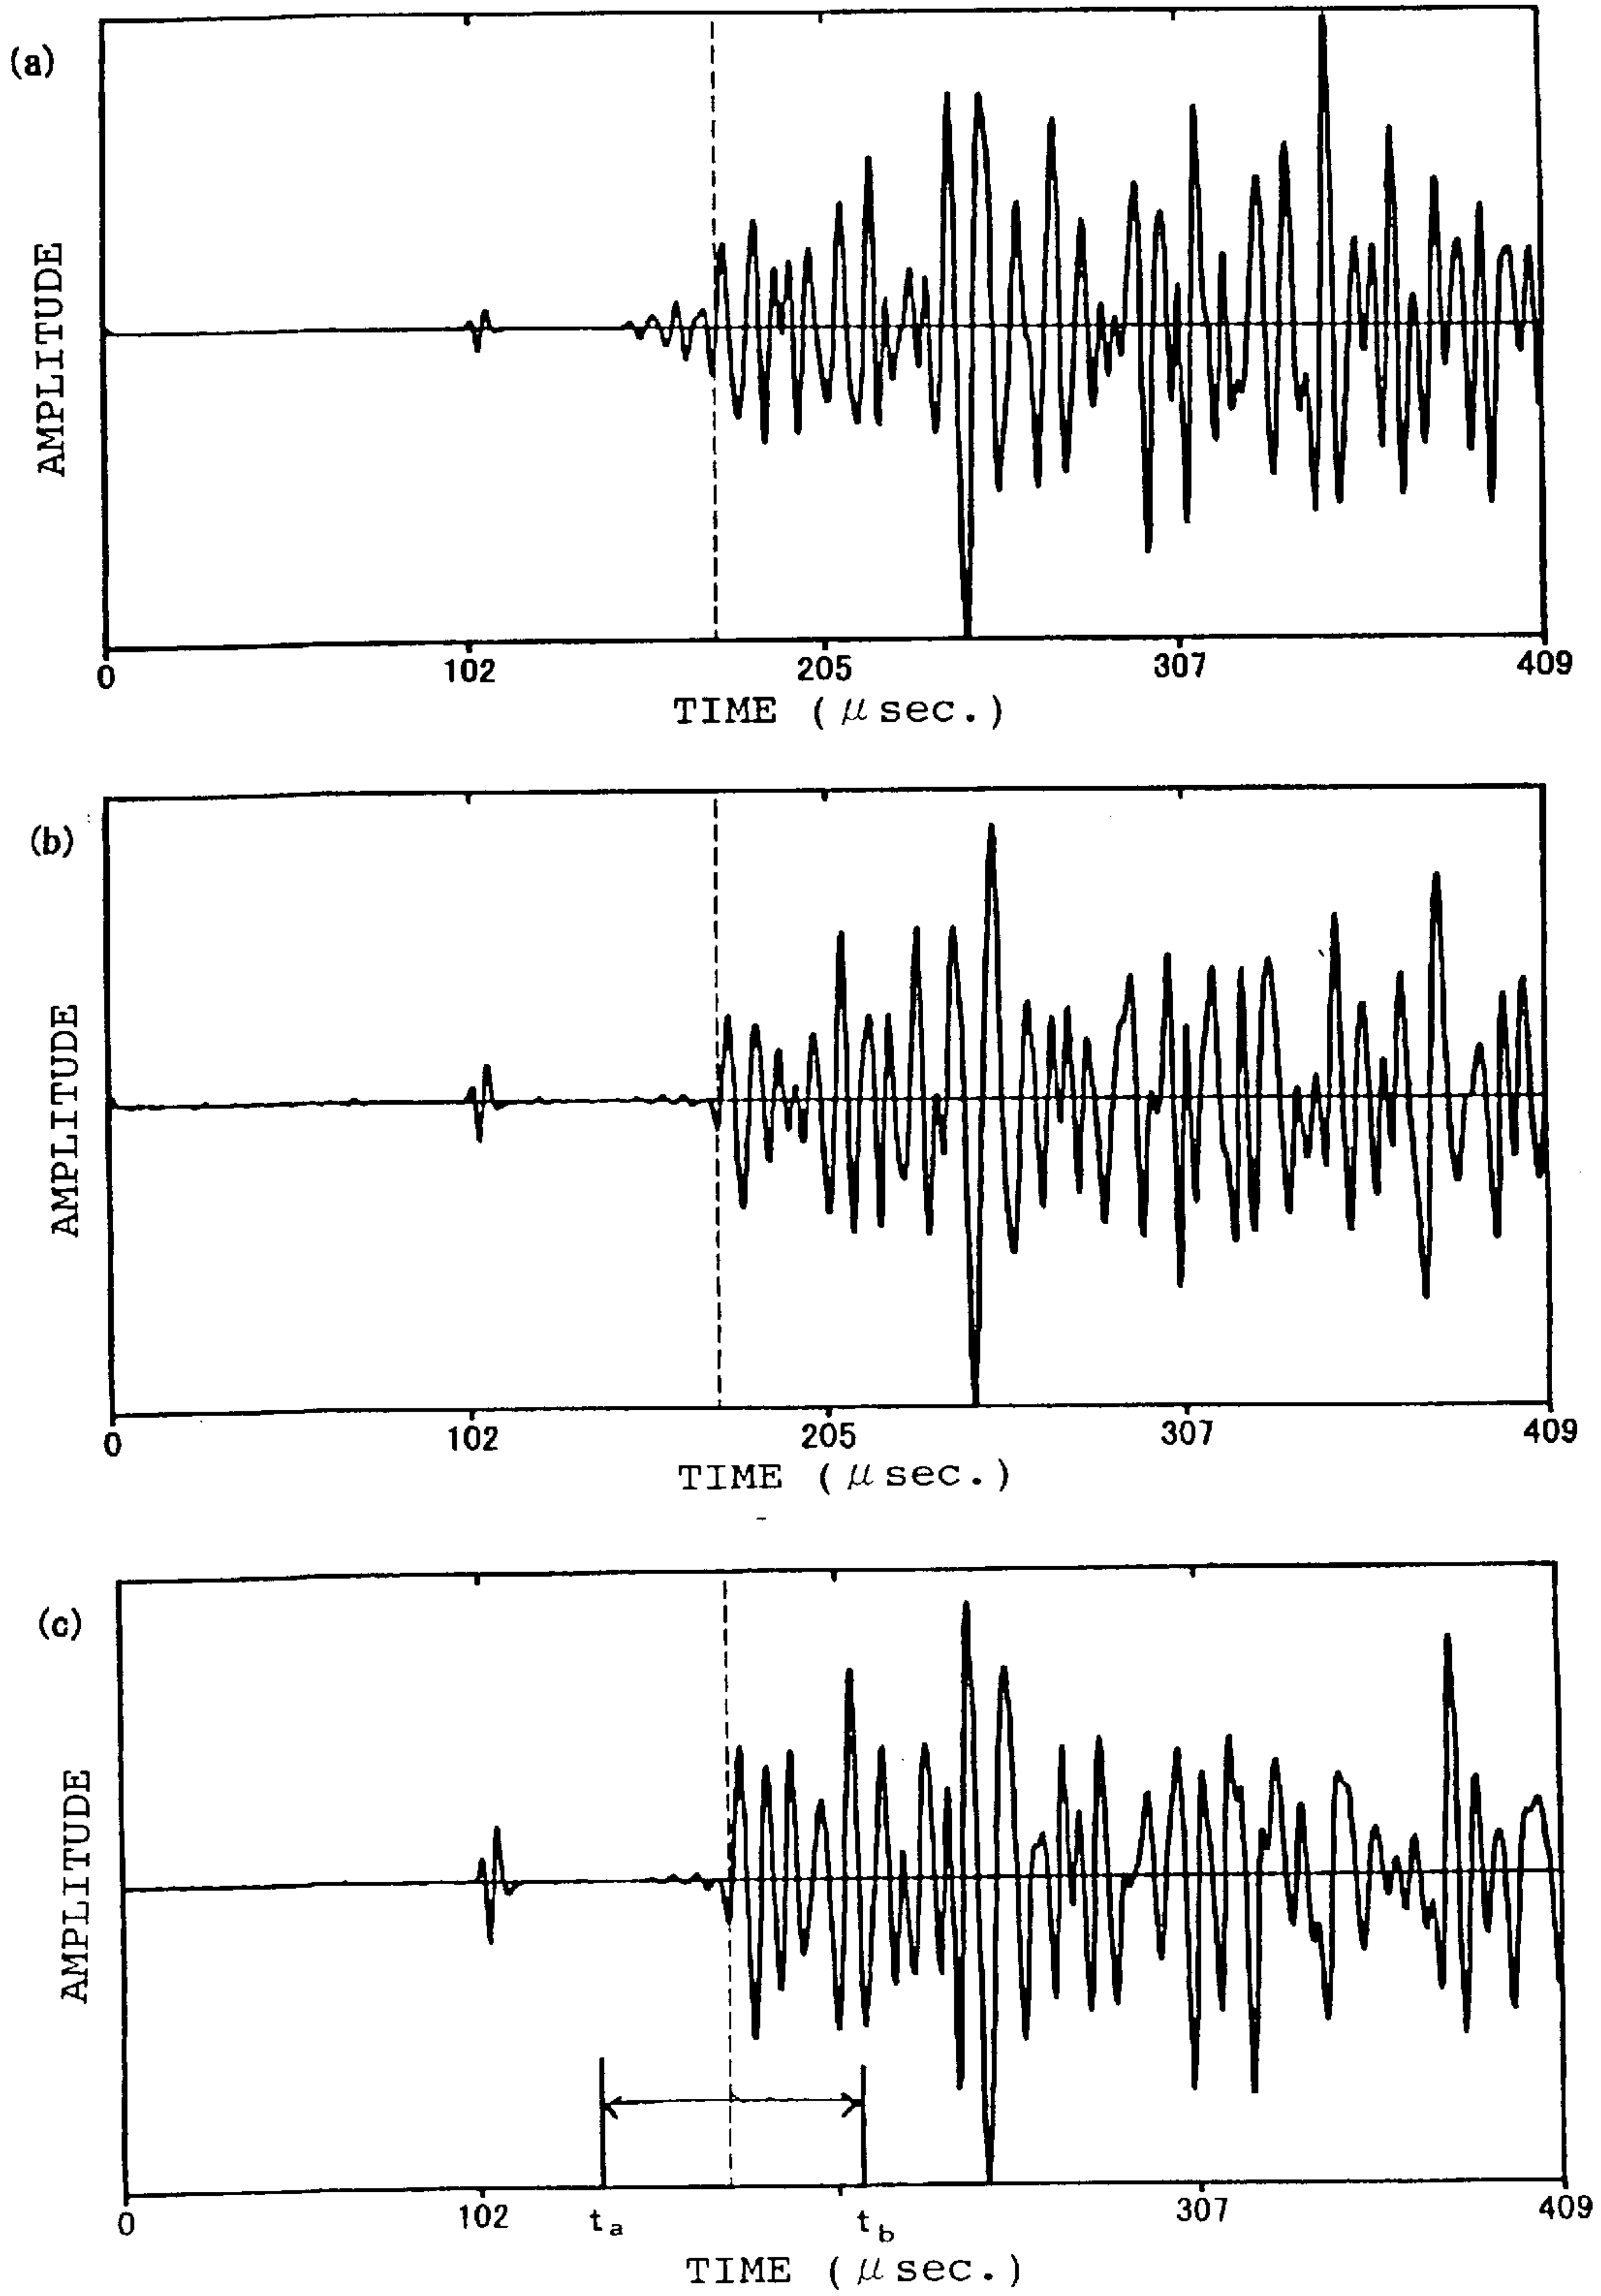 (a)
AMPLITUDE
0 102 205 307 409
TIME (μsec.)
(b)
AMPLITUDE
0 102 205 307 409
TIME (μsec.)
(c)
AMPLITUDE
0 102 ta tb 307 409
TIME (μsec.)